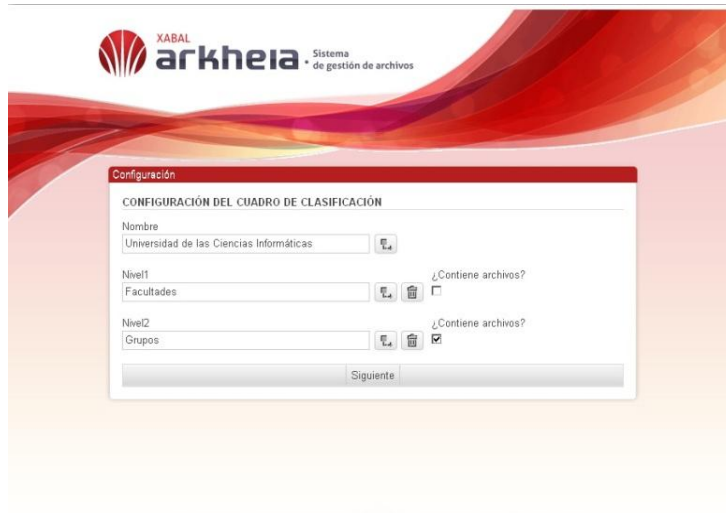 XABAL
arkheia · Sistema
de gestión de archivos
Configuración
CONFIGURACIÓN DEL CUADRO DE CLASIFICACIÓN
Nombre
Universidad de las Ciencias Informáticas
Nivel1 ¿Contiene archivos?
Facultades
Nivel2 ¿Contiene archivos?
Grupos
Siguiente